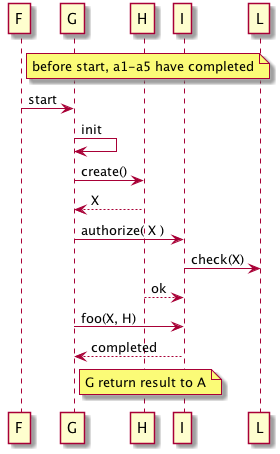 F G H I L
before start, a1-a5 have completed
start
init
create()
X
authorize( X )
check(X)
ok
foo(X, H)
completed
G return result to A
F G H I L